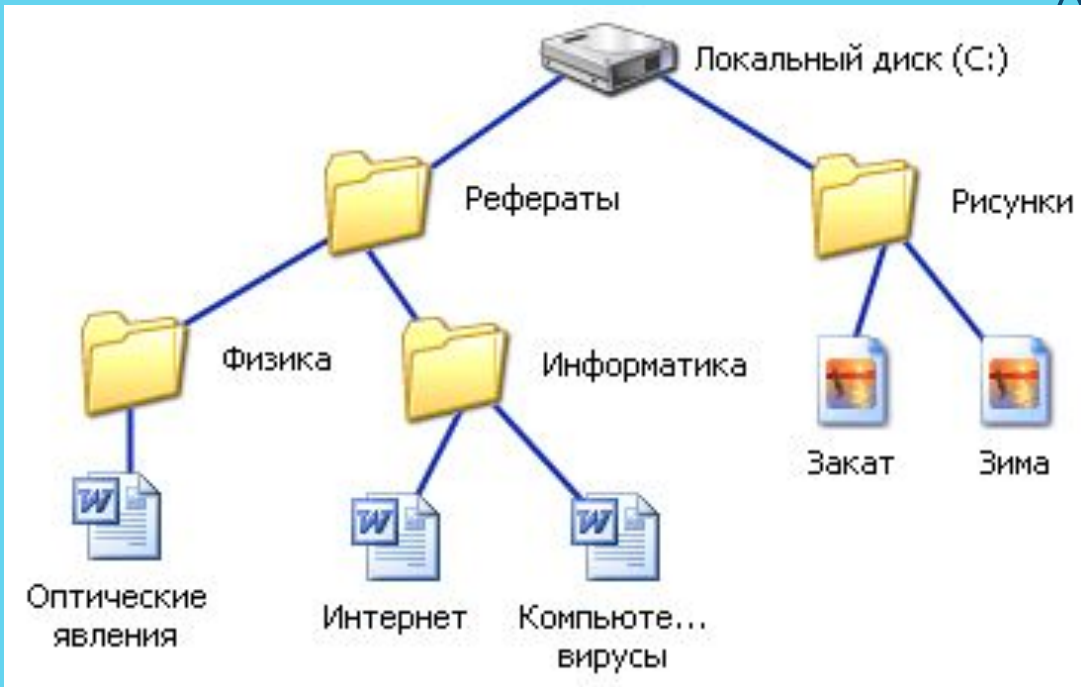 Локальный диск (C:)
Рефераты
Рисунки
Физика
Информатика
Закат
Зима
Оптические
явления
Интернет
Компьюте...
вирусы